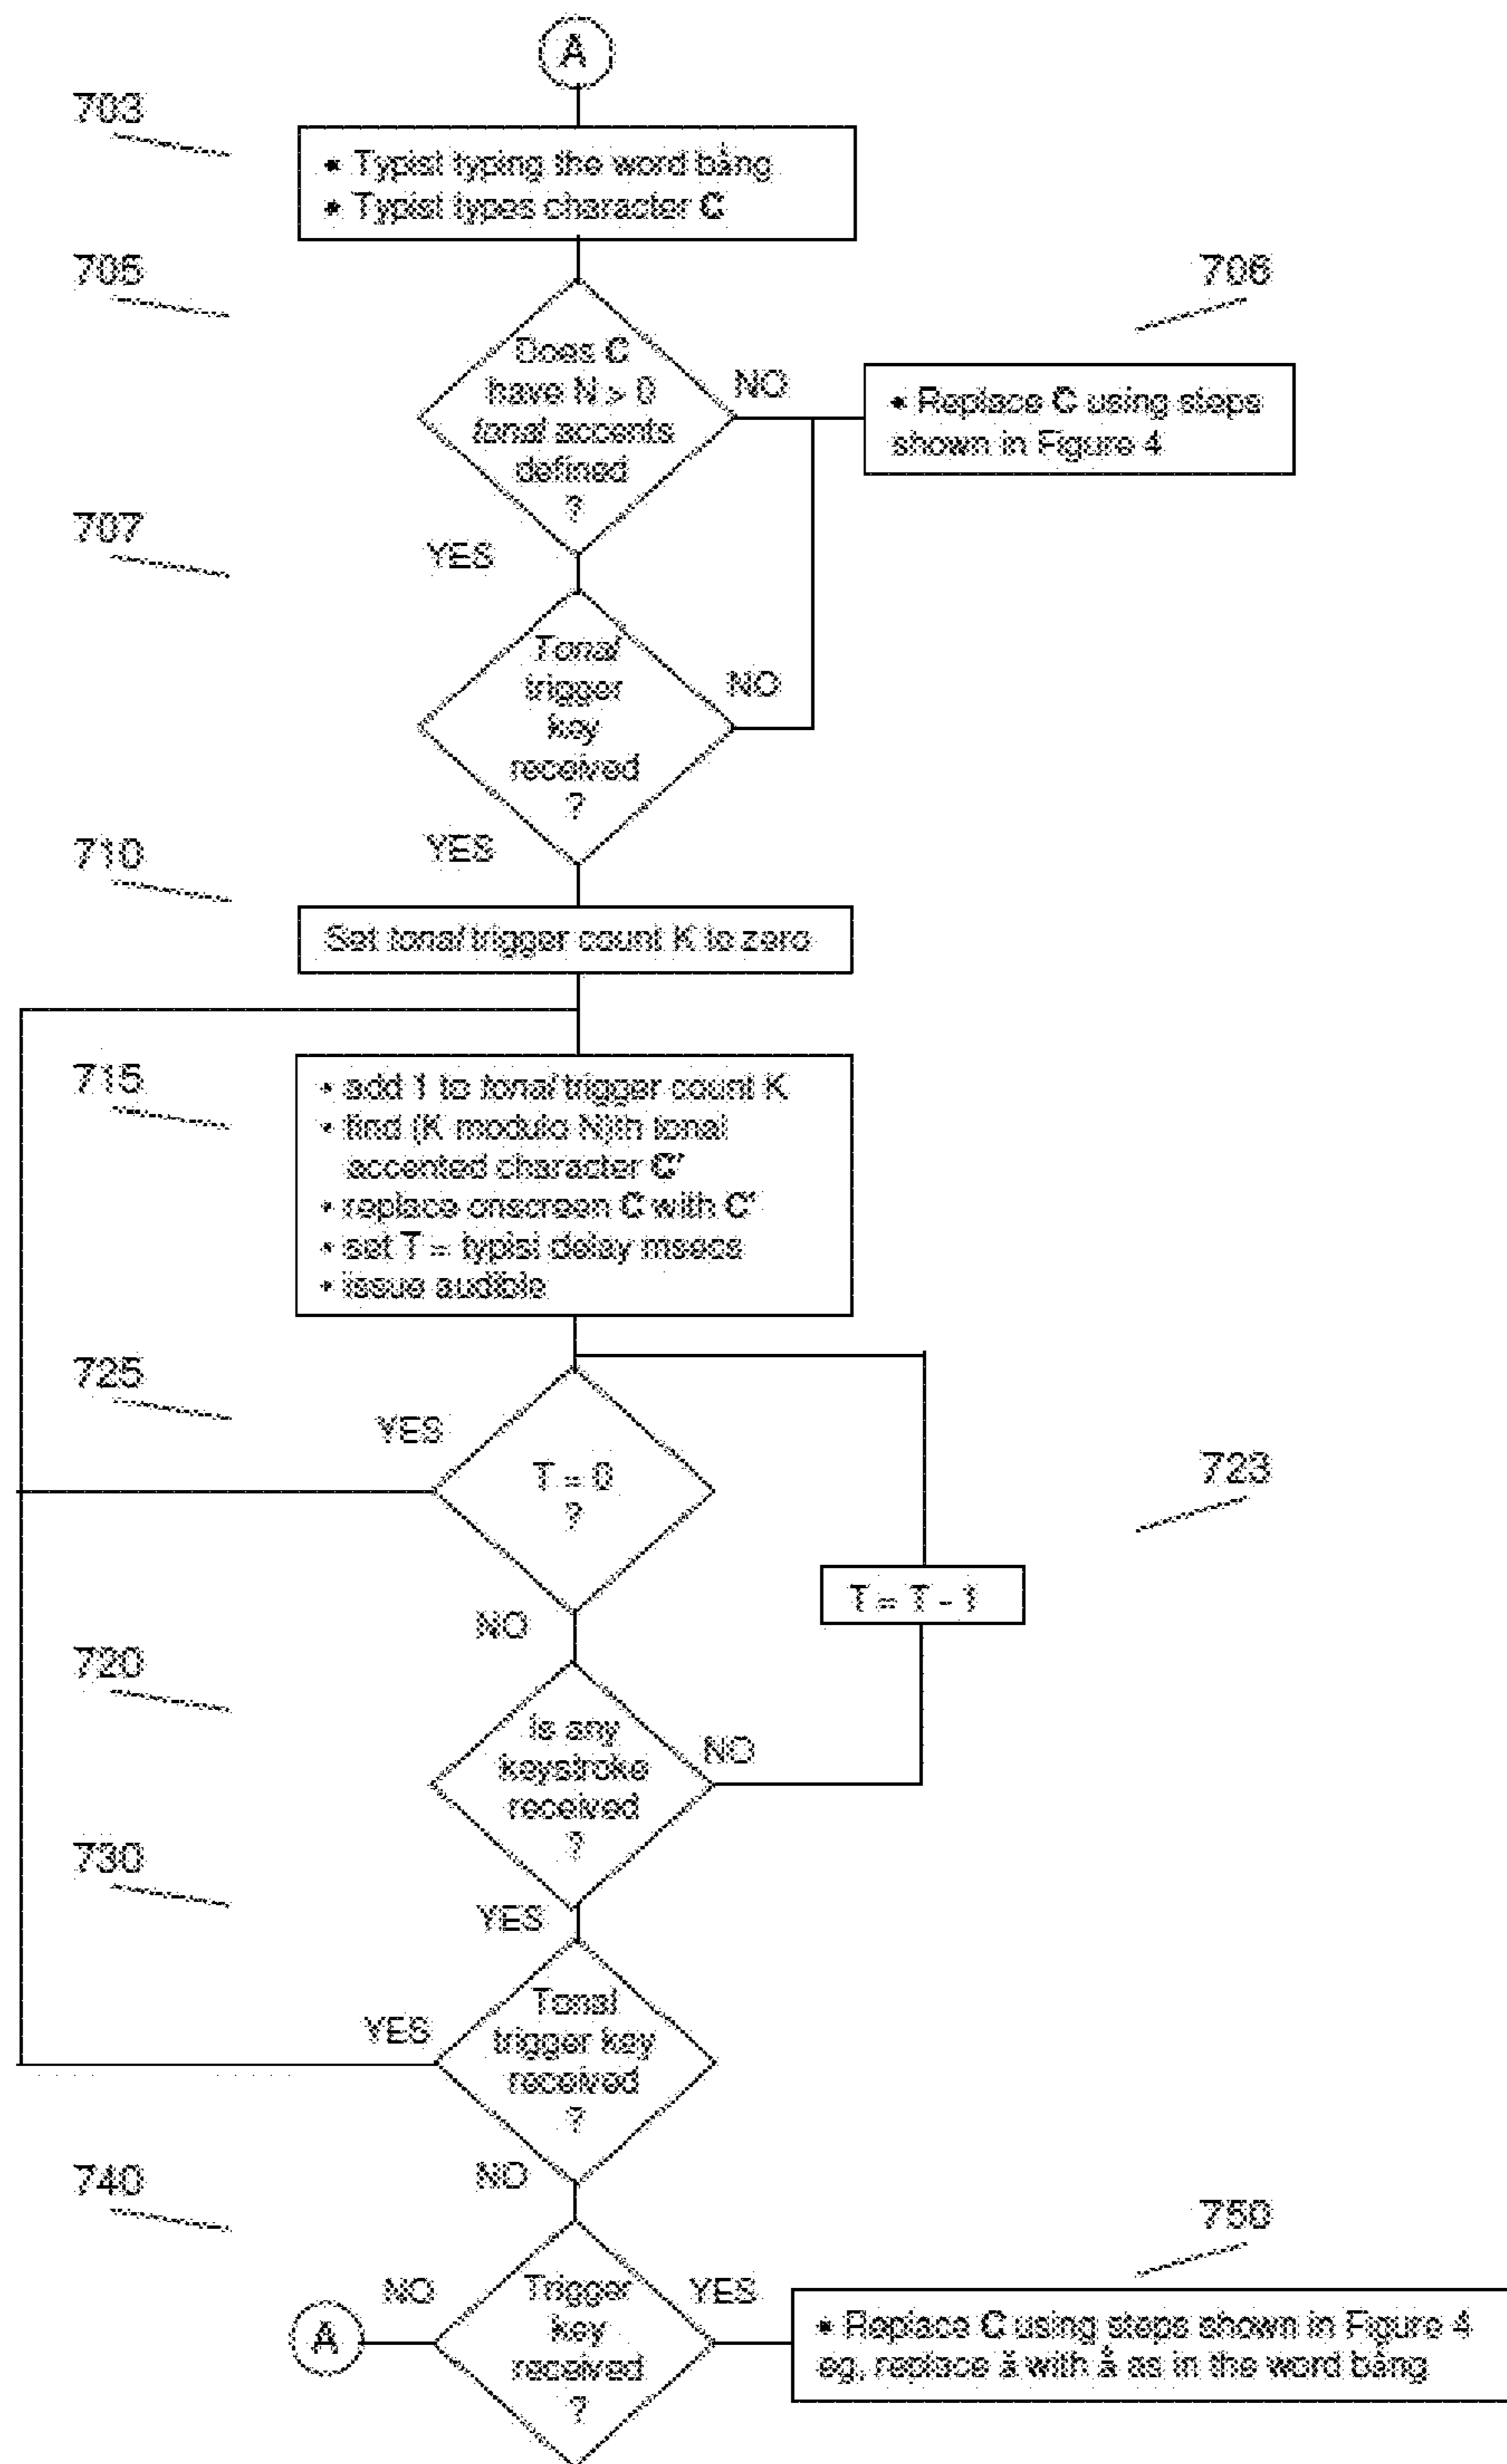 A
703
• Typist typing the word bảng
• Typist types character C
705
706
Does C
have N > 0
tonal accents
defined
?
NO
• Replace C using steps
shown in Figure 4
707
YES
Tonal
trigger
key
received
?
NO
710
YES
Set tonal trigger count K to zero
715
• add 1 to tonal trigger count K
• find (K modulo N)th tonal
accented character C'
• replace onscreen C with C'
• set T = typist delay msecs
• issue audible
725
YES
T = 0
?
723
T = T - 1
NO
720
Is any
keystroke
received
?
NO
730
YES
Tonal
trigger key
received
?
YES
740
NO
750
Trigger
key
received
?
NO
YES
A
• Replace C using steps shown in Figure 4
eg, replace ả with ẳ as in the word bảng